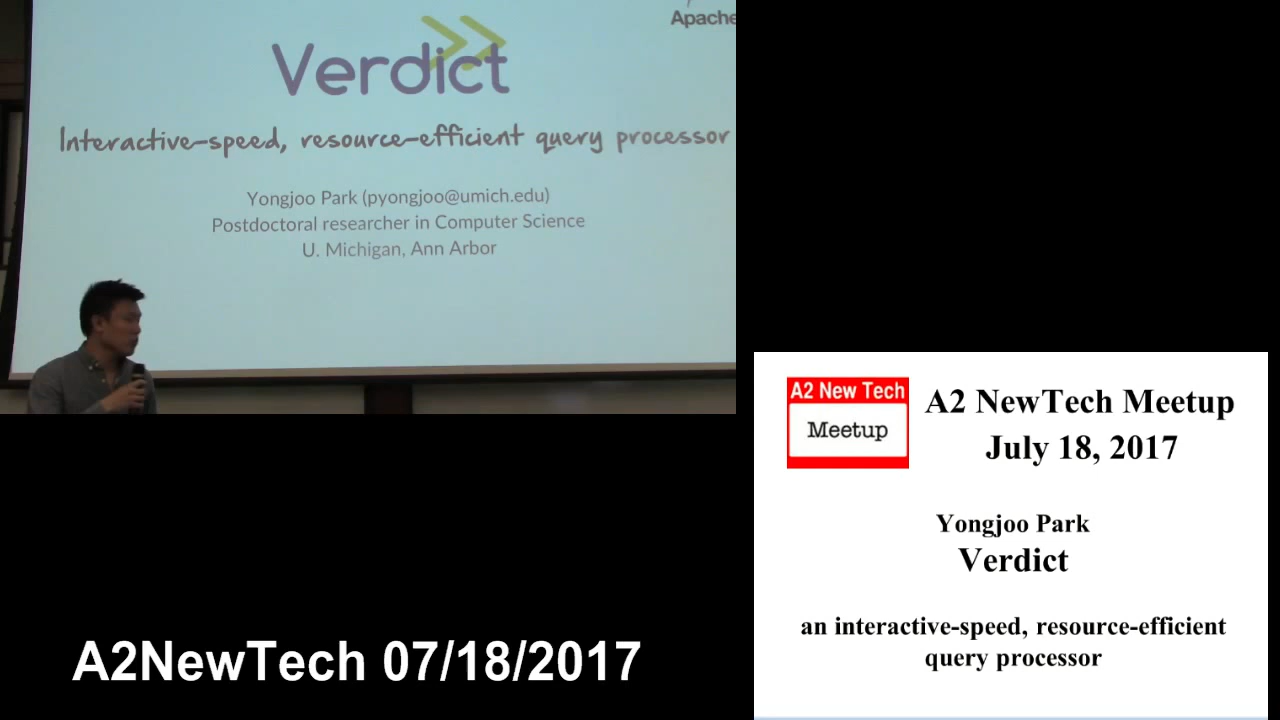 Apache
Verdict
Interactive-speed, resource-efficient query processor
Yongjoo Park (pyongjoo@umich.edu)
Postdoctoral researcher in Computer Science
U. Michigan, Ann Arbor
A2 New Tech
Meetup
A2 NewTech Meetup
July 18, 2017
Yongjoo Park
Verdict
an interactive-speed, resource-efficient
query processor
A2NewTech 07/18/2017